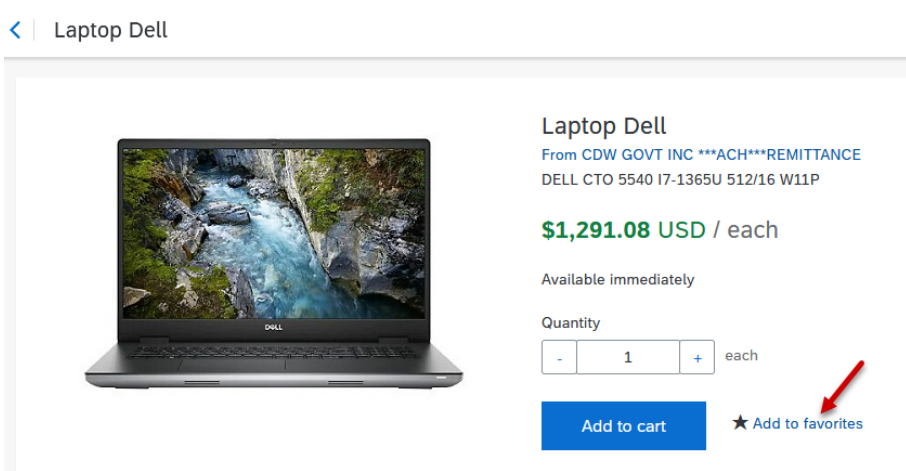 Laptop Dell
Laptop Dell
From CDW GOVT INC ***ACH***REMITTANCE
DELL CTO 5540 I7-1365U 512/16 W11P
$1,291.08 USD / each
Available immediately
Quantity
- 1 + each
Add to cart ★ Add to favorites
DELL